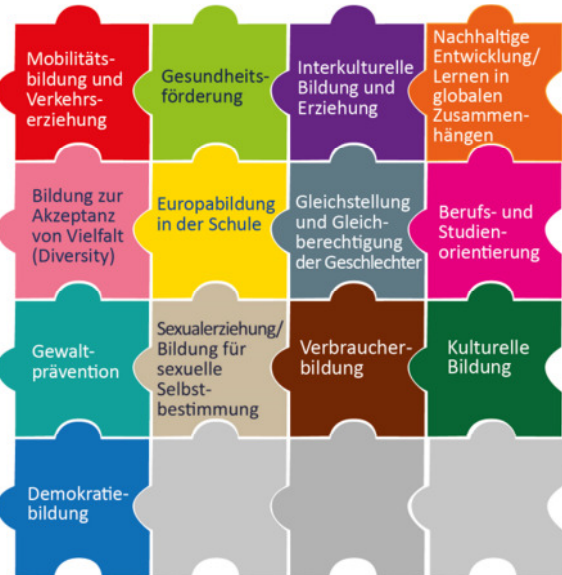 Mobilitäts-
bildung und
Verkehrs-
erziehung
Gesundheits-
förderung
Interkulturelle
Bildung und
Erziehung
Nachhaltige
Entwicklung/
Lernen in
globalen
Zusammen-
hängen
Bildung zur
Akzeptanz
von Vielfalt
(Diversity)
Europabildung
in der Schule
Gleichstellung
und Gleich-
berechtigung
der Geschlechter
Berufs- und
Studien-
orientierung
Gewalt-
prävention
Sexualerziehung/
Bildung für
sexuelle
Selbst-
bestimmung
Verbraucher-
bildung
Kulturelle
Bildung
Demokratie-
bildung